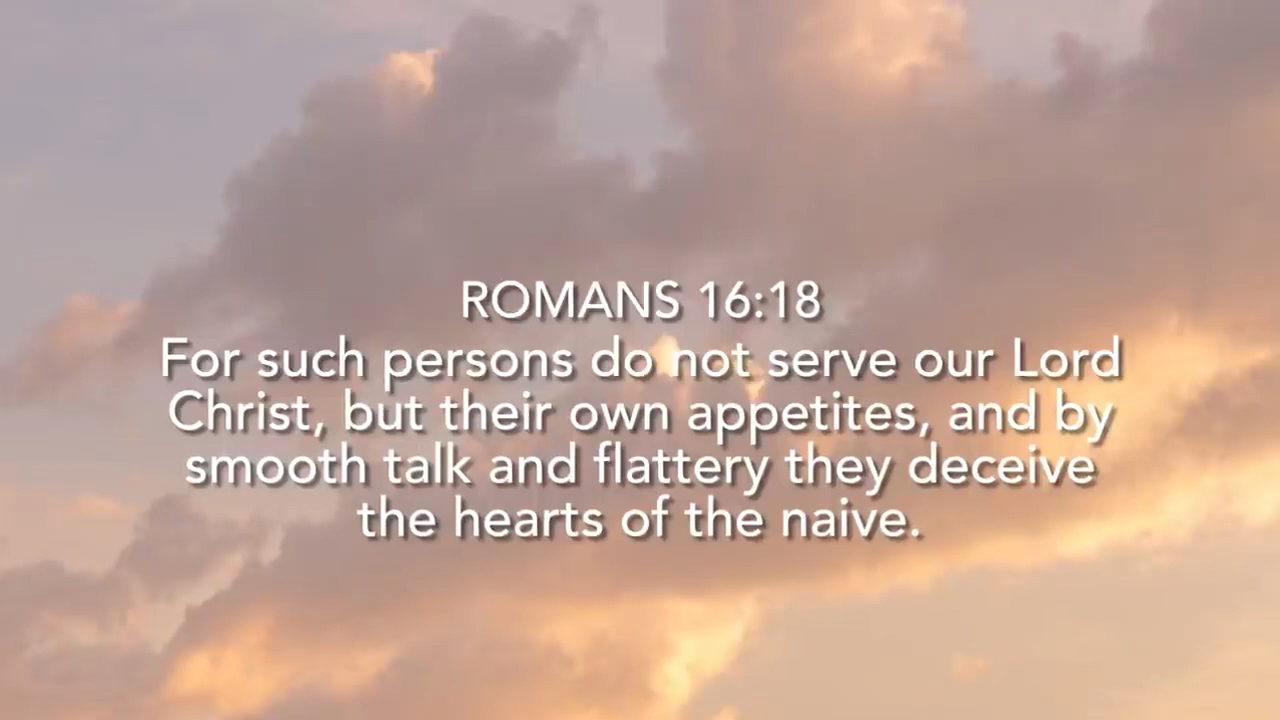 ROMANS 16:18
For such persons do not serve our Lord
Christ, but their own appetites, and by
smooth talk and flattery they deceive
the hearts of the naive.